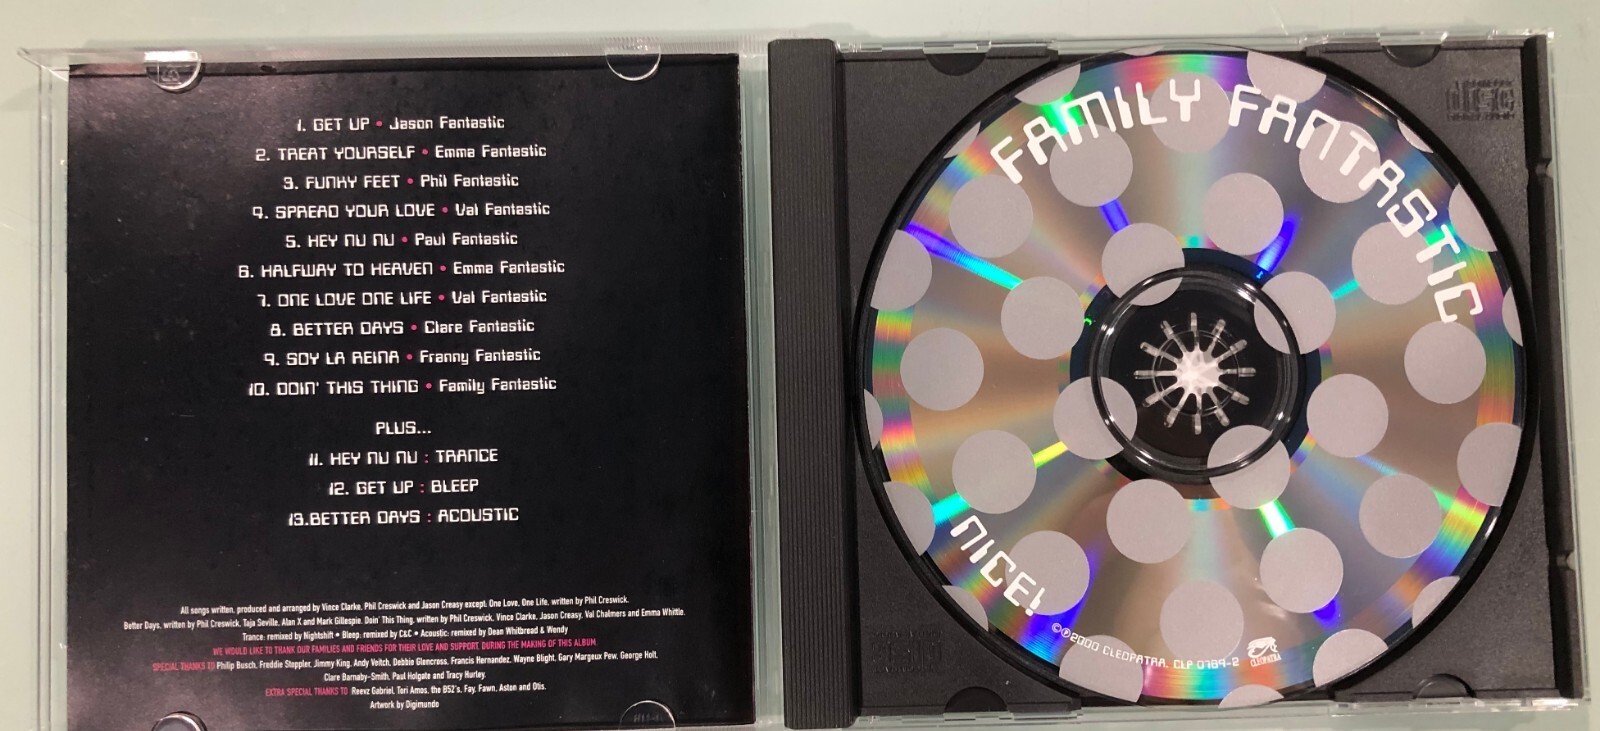 1. GET UP • Jason Fantastic
2. TREAT YOURSELF • Emma Fantastic
3. FUNKY FEET • Phil Fantastic
4. SPREAD YOUR LOVE • Val Fantastic
5. HEY NU NU • Paul Fantastic
6. HALFWAY TO HEAVEN • Emma Fantastic
7. ONE LOVE ONE LIFE • Val Fantastic
8. BETTER DAYS • Clare Fantastic
9. SOY LA REINA • Franny Fantastic
10. DOIN' THIS THING • Family Fantastic
PLUS...
11. HEY NU NU : TRANCE
12. GET UP : BLEEP
13.BETTER DAYS : ACOUSTIC
All songs written, produced and arranged by Vince Clarke, Phil Creswick and Jason Creasy except: One Love, One Life, written by Phil Creswick.
Better Days, written by Phil Creswick, Taja Seville, Alan X and Mark Gillespie. Doin' This Thing, written by Phil Creswick, Vince Clarke, Jason Creasy, Val Chalmers and Emma Whittle.
Trance: remixed by Nightshift • Bleep: remixed by C&C • Acoustic: remixed by Dean Whitbread & Wendy
WE WOULD LIKE TO THANK OUR FAMILIES AND FRIENDS FOR THEIR LOVE AND SUPPORT DURING THE MAKING OF THIS ALBUM
SPECIAL THANKS TO Philip Busch, Freddie Stoppler, Jimmy King, Andy Veitch, Debbie Glencross, Francis Hernandez, Wayne Blight, Gary Margeux Pew, George Holt,
Clare Barnaby-Smith, Paul Holgate and Tracy Hurley.
EXTRA SPECIAL THANKS TO Reevz Gabriel, Tori Amos, the B52's, Fay, Fawn, Aston and Otis.
Artwork by Digimundo
FAMILY FANTASTIC
NICE!
©℗2000 CLEOPATRA. CLP 0769-2
CLEOPATRA
disc